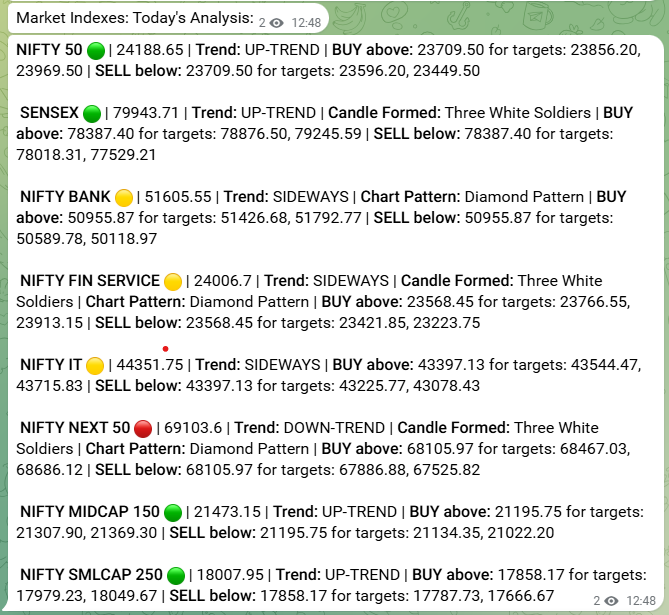 Market Indexes: Today's Analysis: 2 12:48
NIFTY 50 🟢 | 24188.65 | Trend: UP-TREND | BUY above: 23709.50 for targets: 23856.20,
23969.50 | SELL below: 23709.50 for targets: 23596.20, 23449.50
SENSEX 🟢 | 79943.71 | Trend: UP-TREND | Candle Formed: Three White Soldiers | BUY
above: 78387.40 for targets: 78876.50, 79245.59 | SELL below: 78387.40 for targets:
78018.31, 77529.21
NIFTY BANK 🟡 | 51605.55 | Trend: SIDEWAYS | Chart Pattern: Diamond Pattern | BUY
above: 50955.87 for targets: 51426.68, 51792.77 | SELL below: 50955.87 for targets:
50589.78, 50118.97
NIFTY FIN SERVICE 🟡 | 24006.7 | Trend: SIDEWAYS | Candle Formed: Three White
Soldiers | Chart Pattern: Diamond Pattern | BUY above: 23568.45 for targets: 23766.55,
23913.15 | SELL below: 23568.45 for targets: 23421.85, 23223.75
NIFTY IT 🟡 | 44351.75 | Trend: SIDEWAYS | BUY above: 43397.13 for targets: 43544.47,
43715.83 | SELL below: 43397.13 for targets: 43225.77, 43078.43
NIFTY NEXT 50 🔴 | 69103.6 | Trend: DOWN-TREND | Candle Formed: Three White
Soldiers | Chart Pattern: Diamond Pattern | BUY above: 68105.97 for targets: 68467.03,
68686.12 | SELL below: 68105.97 for targets: 67886.88, 67525.82
NIFTY MIDCAP 150 🟢 | 21473.15 | Trend: UP-TREND | BUY above: 21195.75 for targets:
21307.90, 21369.30 | SELL below: 21195.75 for targets: 21134.35, 21022.20
NIFTY SMLCAP 250 🟢 | 18007.95 | Trend: UP-TREND | BUY above: 17858.17 for targets:
17979.23, 18049.67 | SELL below: 17858.17 for targets: 17787.73, 17666.67 2 12:48